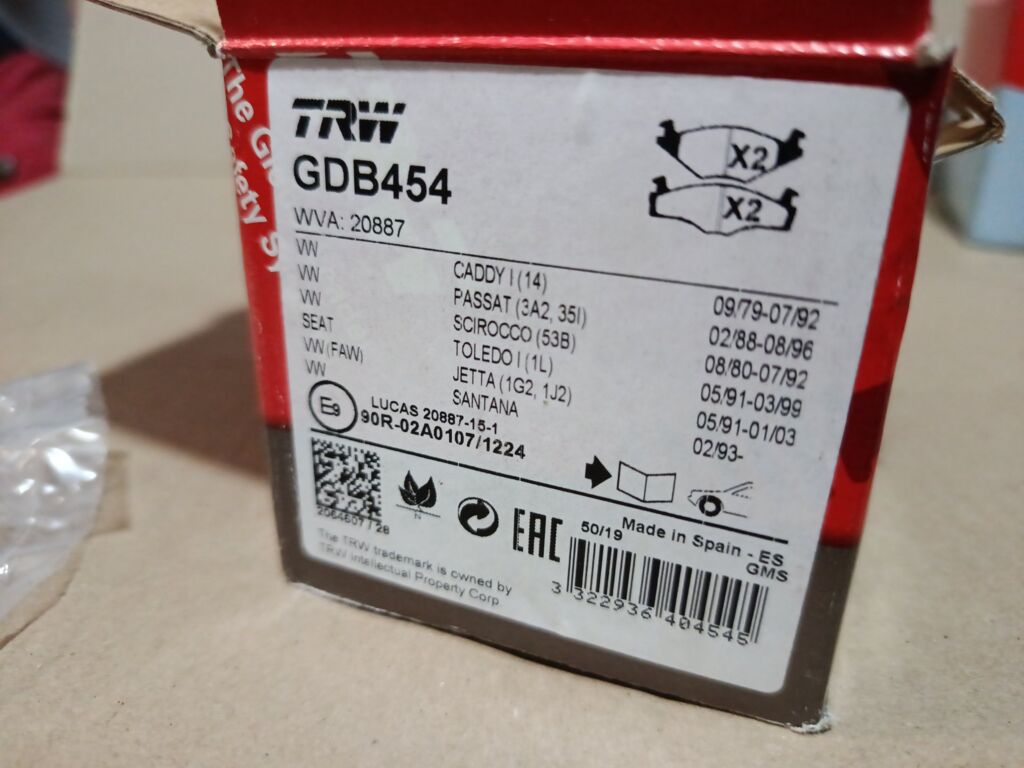 The
TRW
GDB454
X2
X2
WVA: 20887
VW CADDY I (14) 09/79-07/92
VW PASSAT (3A2, 35I) 02/88-08/96
VW SCIROCCO (53B) 08/80-07/92
SEAT TOLEDO I (1L) 05/91-03/99
VW (FAW) JETTA (1G2, 1J2) 05/91-01/03
VW SANTANA 02/93-
E9
LUCAS 20887-15-1
90R-02A0107/1224
N
EAC
50/19
Made in Spain - ES
GMS
The TRW trademark is owned by
TRW Intellectual Property Corp
3 322936 404545